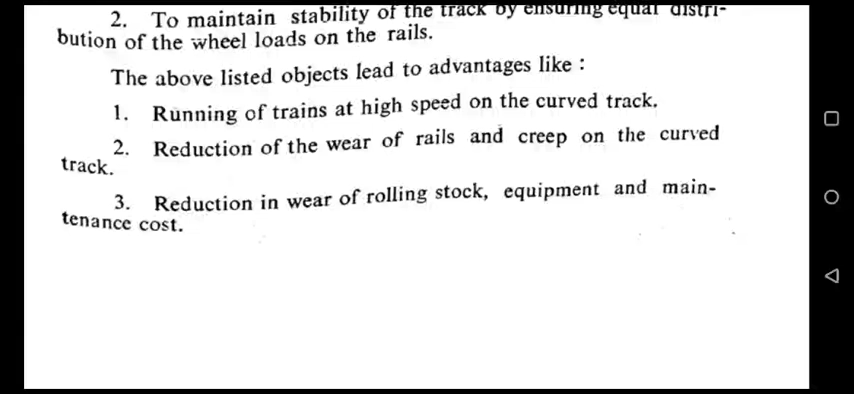 2. To maintain stability of the track by ensuring equal distri-
bution of the wheel loads on the rails.
The above listed objects lead to advantages like :
1. Running of trains at high speed on the curved track.
2. Reduction of the wear of rails and creep on the curved
track.
3. Reduction in wear of rolling stock, equipment and main-
tenance cost.